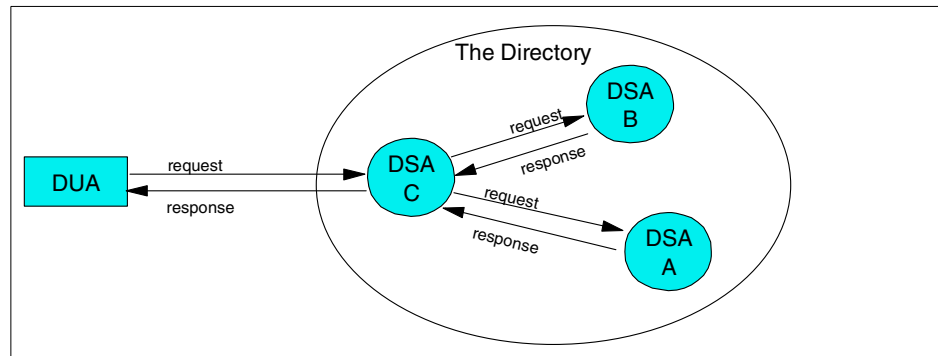 The Directory
DSA
B
request
response
DUA
request
response
DSA
C
request
response
DSA
A